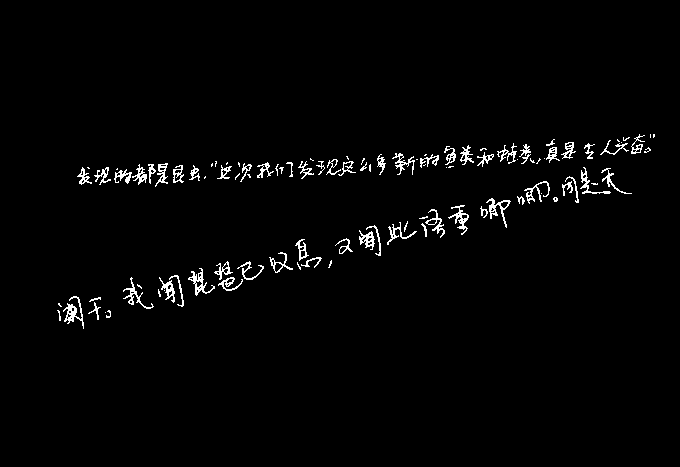 发现的都是昆虫.“这次我们发现这么多新的鱼类和蛙类,真是令人兴奋。”
阑干。我闻琵琶已叹息,又闻此语重唧唧。同是天